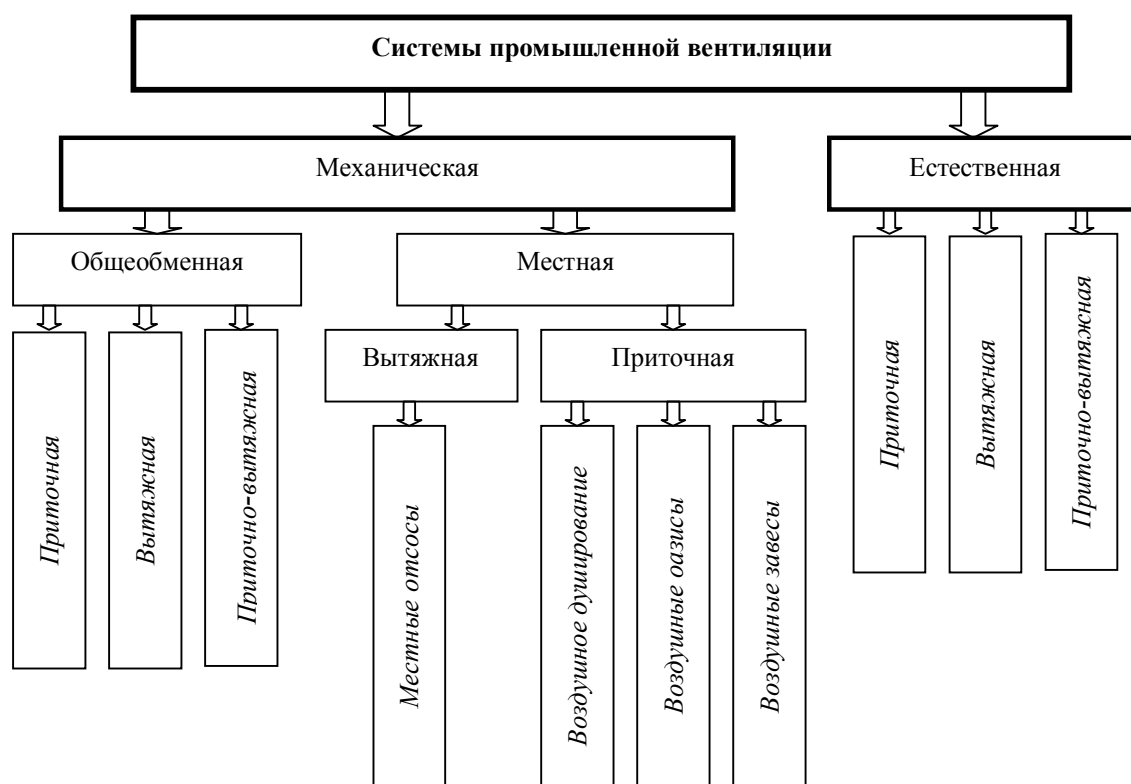 Системы промышленной вентиляции
Механическая
Естественная
Общеобменная
Местная
Вытяжная
Приточная
Приточная
Вытяжная
Приточно-вытяжная
Местные отсосы
Воздушное душирование
Воздушные оазисы
Воздушные завесы
Приточная
Вытяжная
Приточно-вытяжная